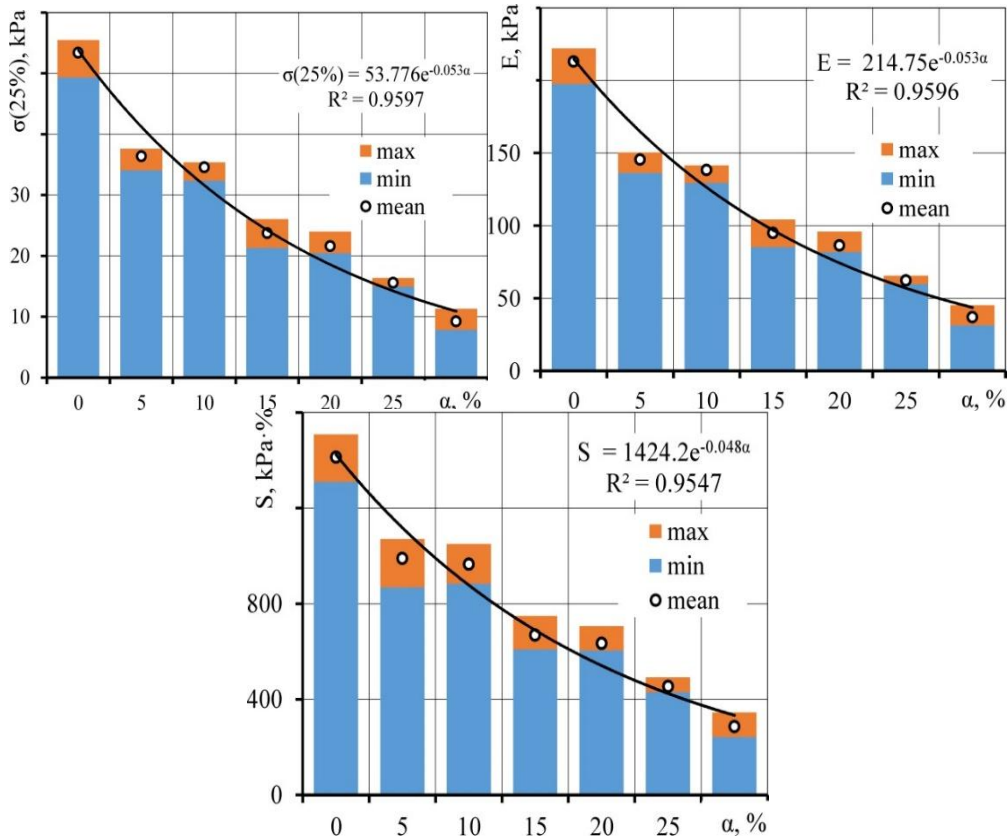 σ(25%), kPa
σ(25%) = 53.776e^-0.053α
R² = 0.9597
max
min
mean
30
20
10
0
0 5 10 15 20 25 α, %
E, kPa
E = 214.75e^-0.053α
R² = 0.9596
max
min
mean
150
100
50
0
0 5 10 15 20 25 α, %
S, kPa·%
S = 1424.2e^-0.048α
R² = 0.9547
max
min
mean
800
400
0
0 5 10 15 20 25 α, %